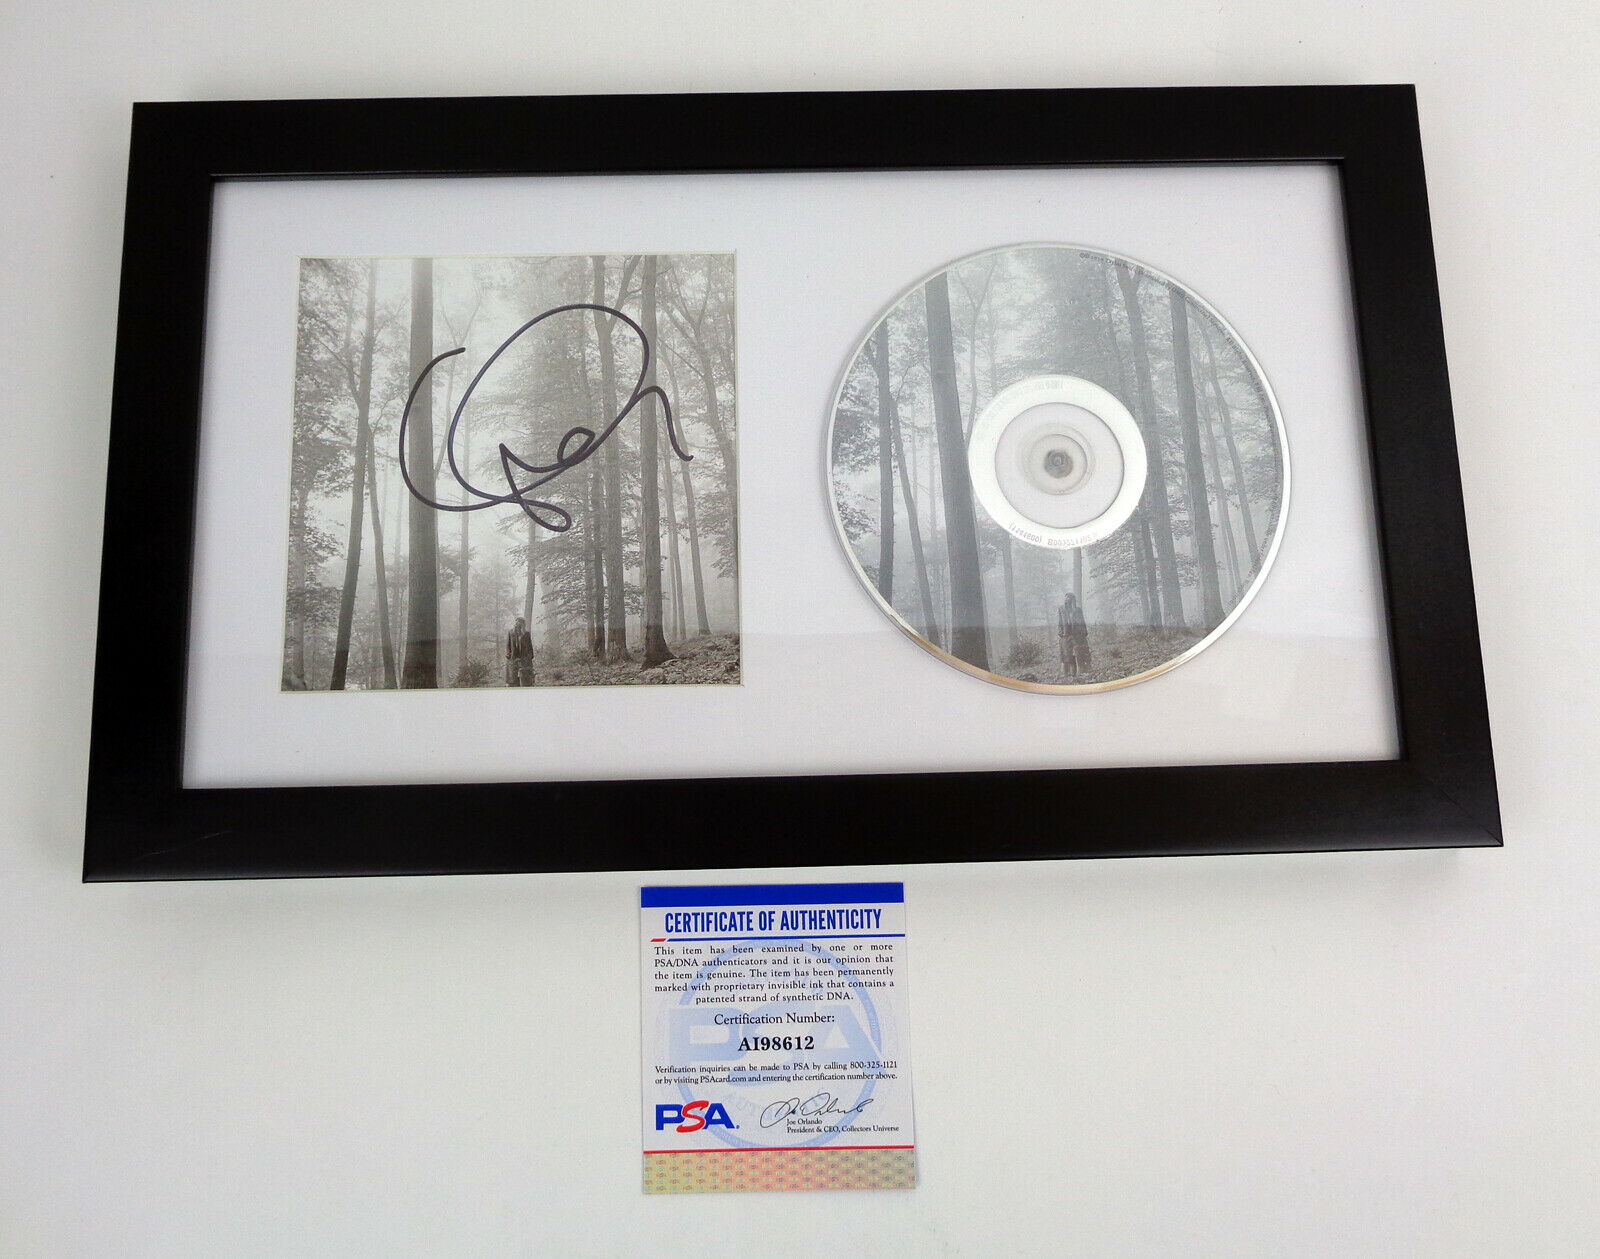 CERTIFICATE OF AUTHENTICITY
This item has been examined by one or more
PSA/DNA authenticators and it is our opinion that
the item is genuine. The item has been permanently
marked with proprietary invisible ink that contains a
patented strand of synthetic DNA.
Certification Number:
AI98612
Verification inquiries can be made to PSA by calling 800-325-1121
or by visiting PSAcard.com and entering the certification number above.
PSA
Joe Orlando
President & CEO, Collectors Universe